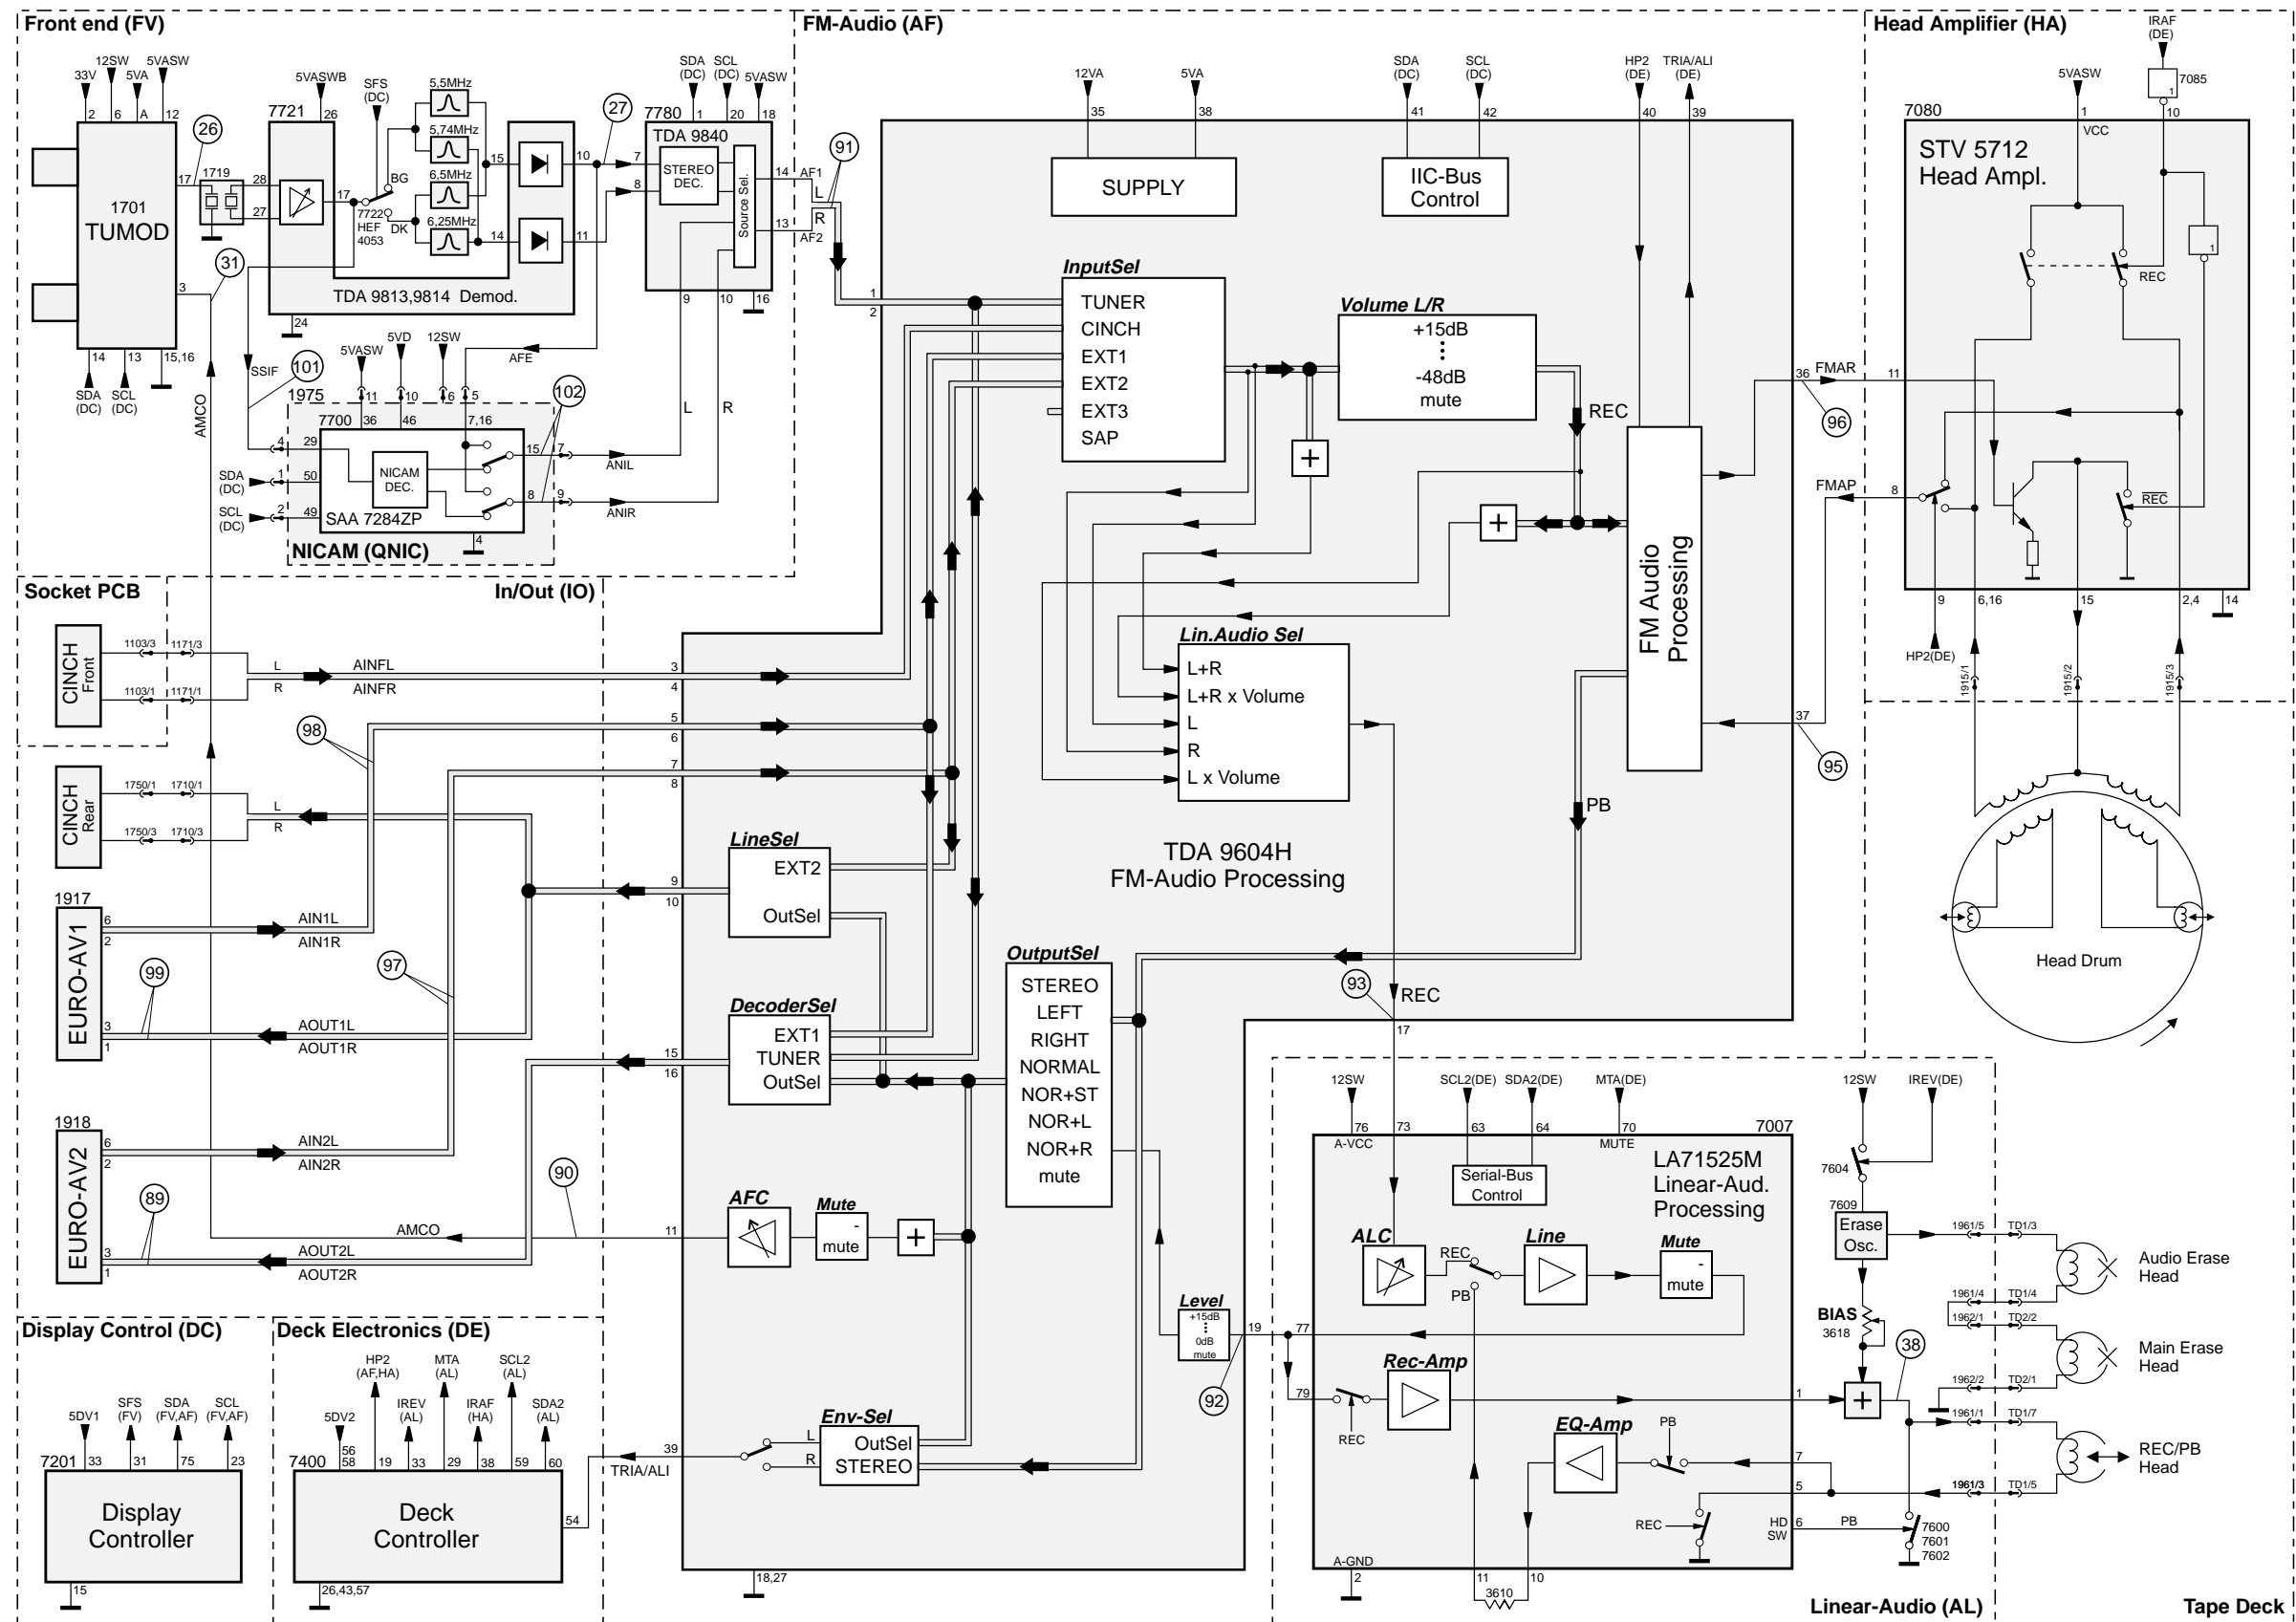 Front end (FV)
FM-Audio (AF)
Head Amplifier (HA)
33V
12SW
5VA
5VASW
2
6
A
12
1701
TUMOD
17
3
14
13
15,16
SDA
(DC)
SCL
(DC)
26
31
1719
28
27
7721
5VASWB
26
17
SFS
(DC)
BG
DK
7722
HEF
4053
5,5MHz
5,74MHz
6,5MHz
6,25MHz
15
14
10
11
TDA 9813,9814 Demod.
24
27
7780
SDA
(DC)
SCL
(DC)
5VASW
1
20
18
TDA 9840
STEREO
DEC.
Source Sel.
7
8
14
13
AF1
L
R
AF2
9
10
16
91
SSIF
101
AFE
AMCO
5VASW
5VD
12SW
11
10
6
5
1975
7700
36
46
7,16
4
29
1
50
2
49
SDA
(DC)
SCL
(DC)
NICAM
DEC.
SAA 7284ZP
15
7
8
9
4
102
L
R
ANIL
ANIR
NICAM (QNIC)
12VA
35
5VA
38
SUPPLY
SDA
(DC)
SCL
(DC)
41
42
IIC-Bus
Control
HP2
(DE)
TRIA/ALI
(DE)
40
39
1
2
InputSel
TUNER
CINCH
EXT1
EXT2
EXT3
SAP
Volume L/R
+15dB
-48dB
mute
REC
+
+
FM Audio
Processing
36
FMAR
11
96
37
FMAP
8
95
IRAF
(DE)
7085
1
5VASW
7080
1
VCC
10
STV 5712
Head Ampl.
REC
1
REC
9
6,16
15
2,4
14
HP2(DE)
1915/1
1915/2
1915/3
Head Drum
Socket PCB
In/Out (IO)
CINCH
Front
1103/3
1171/3
1103/1
1171/1
L
R
AINFL
AINFR
3
4
5
6
7
8
98
CINCH
Rear
1750/1
1710/1
1750/3
1710/3
L
R
1917
EURO-AV1
6
2
3
1
AIN1L
AIN1R
99
97
AOUT1L
AOUT1R
1918
EURO-AV2
6
2
3
1
AIN2L
AIN2R
89
90
AMCO
AOUT2L
AOUT2R
Lin.Audio Sel
L+R
L+R x Volume
L
R
L x Volume
PB
TDA 9604H
FM-Audio Processing
LineSel
EXT2
OutSel
9
10
DecoderSel
EXT1
TUNER
OutSel
15
16
OutputSel
STEREO
LEFT
RIGHT
NORMAL
NOR+ST
NOR+L
NOR+R
mute
93
REC
17
AFC
Mute
-
mute
+
11
Level
+15dB
0dB
mute
19
92
Env-Sel
L
R
OutSel
STEREO
39
TRIA/ALI
18,27
Display Control (DC)
5DV1
SFS
(FV)
SDA
(FV,AF)
SCL
(FV,AF)
7201
33
31
75
23
Display
Controller
15
Deck Electronics (DE)
5DV2
HP2
(AF,HA)
IREV
(AL)
MTA
(AL)
IRAF
(HA)
SCL2
(AL)
SDA2
(AL)
7400
56
58
19
33
29
38
59
60
Deck
Controller
54
26,43,57
12SW
SCL2(DE)
SDA2(DE)
MTA(DE)
76
A-VCC
73
63
64
70
MUTE
7007
LA71525M
Linear-Aud.
Processing
Serial-Bus
Control
ALC
REC
PB
Line
Mute
-
mute
77
79
REC
Rec-Amp
1
EQ-Amp
PB
7
5
REC
HD
SW
6
PB
A-GND
2
11
3610
10
12SW
IREV(DE)
7604
7609
Erase
Osc.
BIAS
3618
+
38
7600
7601
7602
1961/5
TD1/3
1961/4
TD1/4
1962/1
TD2/2
1962/2
TD2/1
1961/1
TD1/7
1961/3
TD1/5
Audio Erase
Head
Main Erase
Head
REC/PB
Head
Linear-Audio (AL)
Tape Deck